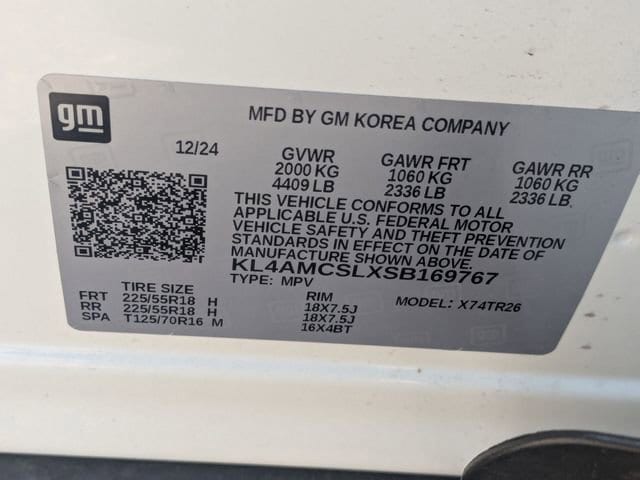 gm
MFD BY GM KOREA COMPANY
12/24 GVWR GAWR FRT GAWR RR
2000 KG 1060 KG 1060 KG
4409 LB 2336 LB 2336 LB
THIS VEHICLE CONFORMS TO ALL
APPLICABLE U.S. FEDERAL MOTOR
VEHICLE SAFETY AND THEFT PREVENTION
STANDARDS IN EFFECT ON THE DATE OF
MANUFACTURE SHOWN ABOVE.
KL4AMCSLXSB169767
TYPE: MPV MODEL: X74TR26
TIRE SIZE RIM
FRT 225/55R18 H 18X7.5J
RR 225/55R18 H 18X7.5J
SPA T125/70R16 M 16X4BT